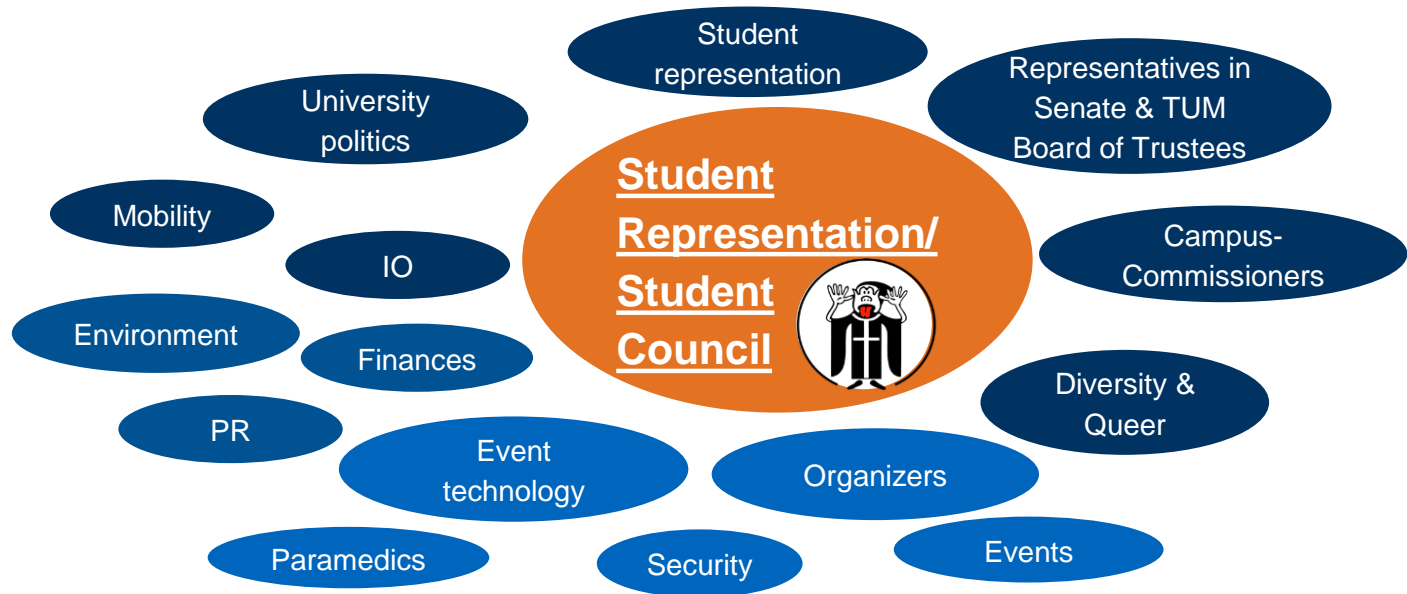 Student
representation
Representatives in
Senate & TUM
Board of Trustees
University
politics
Student
Representation/
Student
Council
Mobility
IO
Campus-
Commissioners
Environment
Finances
Diversity &
Queer
PR
Event
technology
Organizers
Paramedics
Security
Events